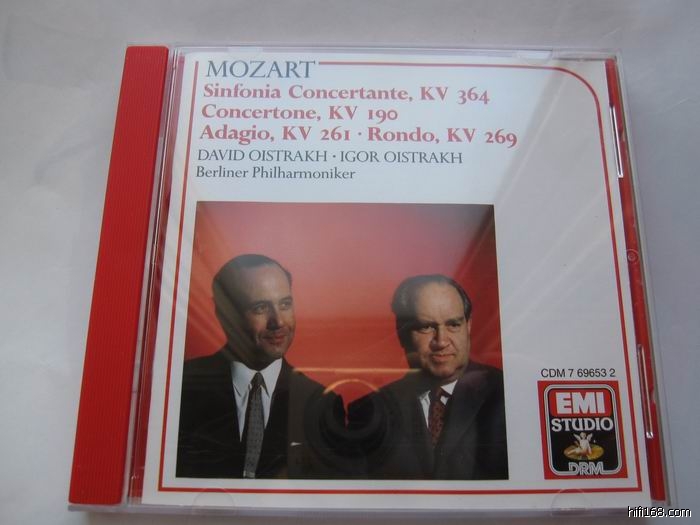 MOZART
Sinfonia Concertante, KV 364
Concertone, KV 190
Adagio, KV 261 · Rondo, KV 269
DAVID OISTRAKH · IGOR OISTRAKH
Berliner Philharmoniker
CDM 7 69653 2
EMI
STUDIO
DRM
hifi168.com